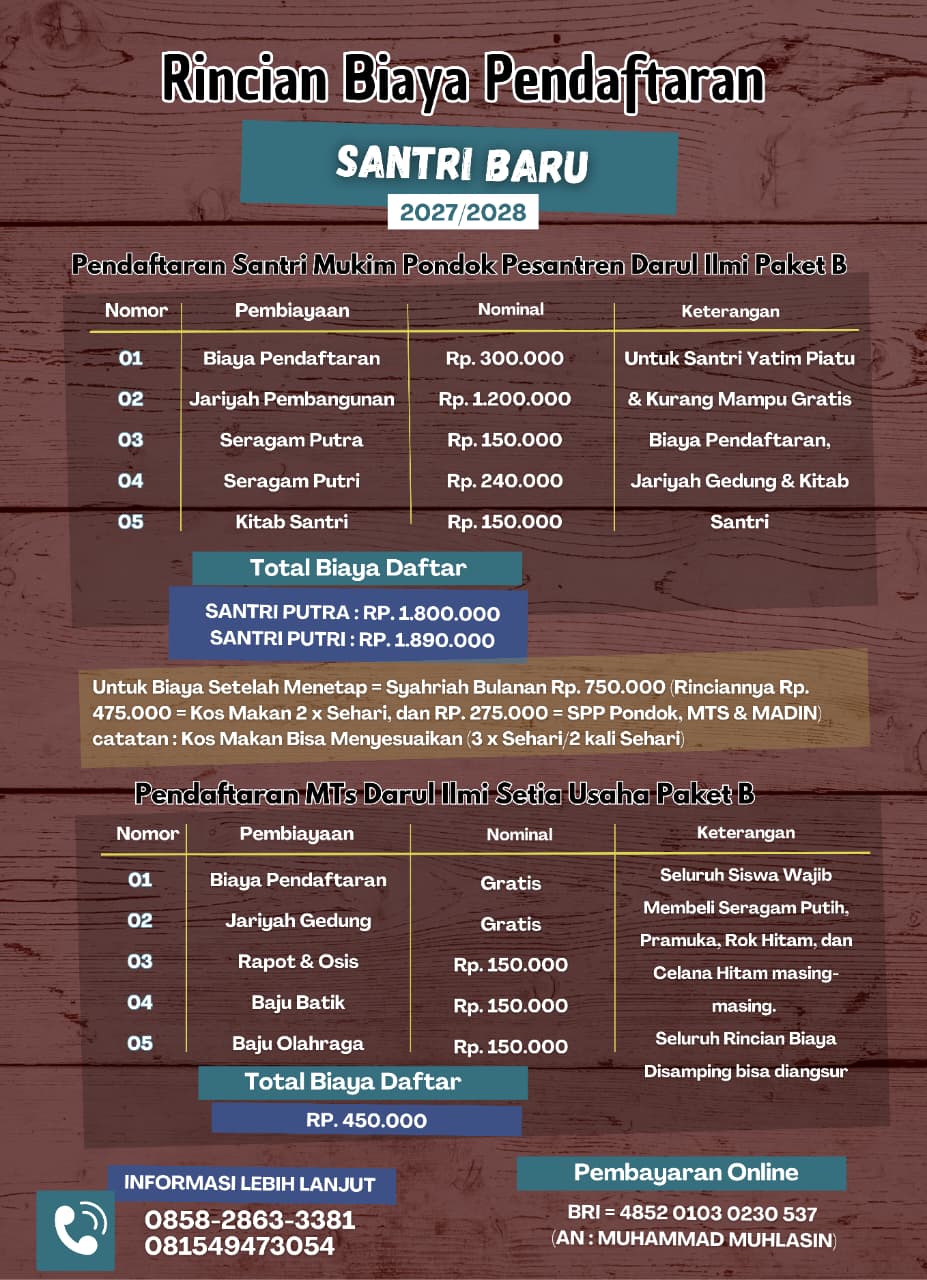 Rincian Biaya Pendaftaran
SANTRI BARU
2027/2028
Pendaftaran Santri Mukim Pondok Pesantren Darul Ilmi Paket B
Nomor Pembiayaan Nominal Keterangan
01 Biaya Pendaftaran Rp. 300.000 Untuk Santri Yatim Piatu
02 Jariyah Pembangunan Rp. 1.200.000 & Kurang Mampu Gratis
03 Seragam Putra Rp. 150.000 Biaya Pendaftaran,
04 Seragam Putri Rp. 240.000 Jariyah Gedung & Kitab
05 Kitab Santri Rp. 150.000 Santri
Total Biaya Daftar
SANTRI PUTRA : RP. 1.800.000
SANTRI PUTRI : RP. 1.890.000
Untuk Biaya Setelah Menetap = Syahriah Bulanan Rp. 750.000 (Rinciannya Rp.
475.000 = Kos Makan 2 x Sehari, dan RP. 275.000 = SPP Pondok, MTS & MADIN)
catatan : Kos Makan Bisa Menyesuaikan (3 x Sehari/2 kali Sehari)
Pendaftaran MTs Darul Ilmi Setia Usaha Paket B
Nomor Pembiayaan Nominal Keterangan
01 Biaya Pendaftaran Gratis
02 Jariyah Gedung Gratis
03 Rapot & Osis Rp. 150.000
04 Baju Batik Rp. 150.000
05 Baju Olahraga Rp. 150.000
Seluruh Siswa Wajib
Membeli Seragam Putih,
Pramuka, Rok Hitam, dan
Celana Hitam masing-
masing.
Seluruh Rincian Biaya
Disamping bisa diangsur
Total Biaya Daftar
RP. 450.000
INFORMASI LEBIH LANJUT
0858-2863-3381
081549473054
Pembayaran Online
BRI = 4852 0103 0230 537
(AN : MUHAMMAD MUHLASIN)